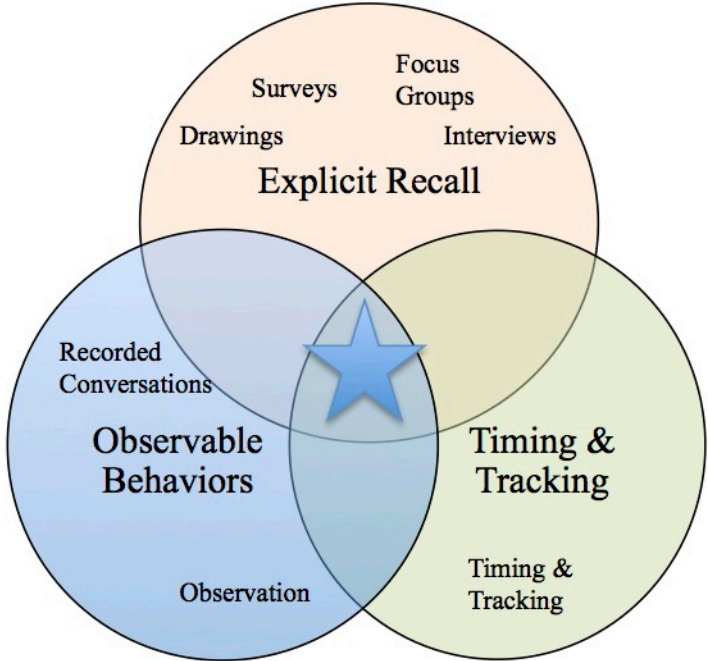 Focus
Groups
Surveys
Drawings
Interviews
Explicit Recall
Recorded
Conversations
Observable
Behaviors
Timing &
Tracking
Observation
Timing &
Tracking